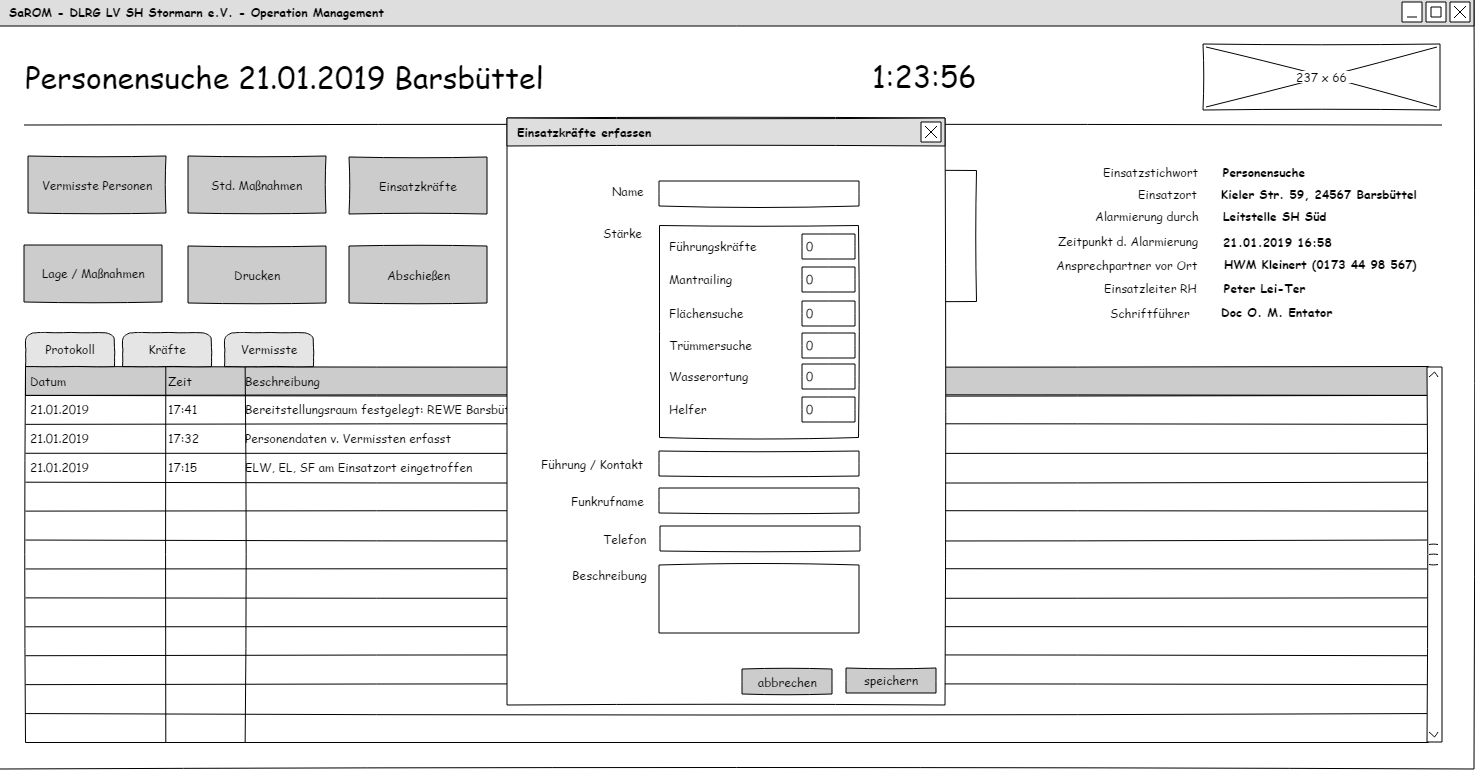 SaROM - DLRG LV SH Stormarn e.V. - Operation Management
Personensuche 21.01.2019 Barsbüttel
1:23:56
237 x 66
Vermisste Personen
Std. Maßnahmen
Einsatzkräfte
Lage / Maßnahmen
Drucken
Abschießen
Einsatzkräfte erfassen
Name
Stärke
Führungskräfte 0
Mantrailing 0
Flächensuche 0
Trümmersuche 0
Wasserortung 0
Helfer 0
Führung / Kontakt
Funkrufname
Telefon
Beschreibung
abbrechen
speichern
Einsatzstichwort Personensuche
Einsatzort Kieler Str. 59, 24567 Barsbüttel
Alarmierung durch Leitstelle SH Süd
Zeitpunkt d. Alarmierung 21.01.2019 16:58
Ansprechpartner vor Ort HWM Kleinert (0173 44 98 567)
Einsatzleiter RH Peter Lei-Ter
Schriftführer Doc O. M. Entator
Protokoll
Kräfte
Vermisste
Datum Zeit Beschreibung
21.01.2019 17:41 Bereitstellungsraum festgelegt: REWE Barsbüt
21.01.2019 17:32 Personendaten v. Vermissten erfasst
21.01.2019 17:15 ELW, EL, SF am Einsatzort eingetroffen